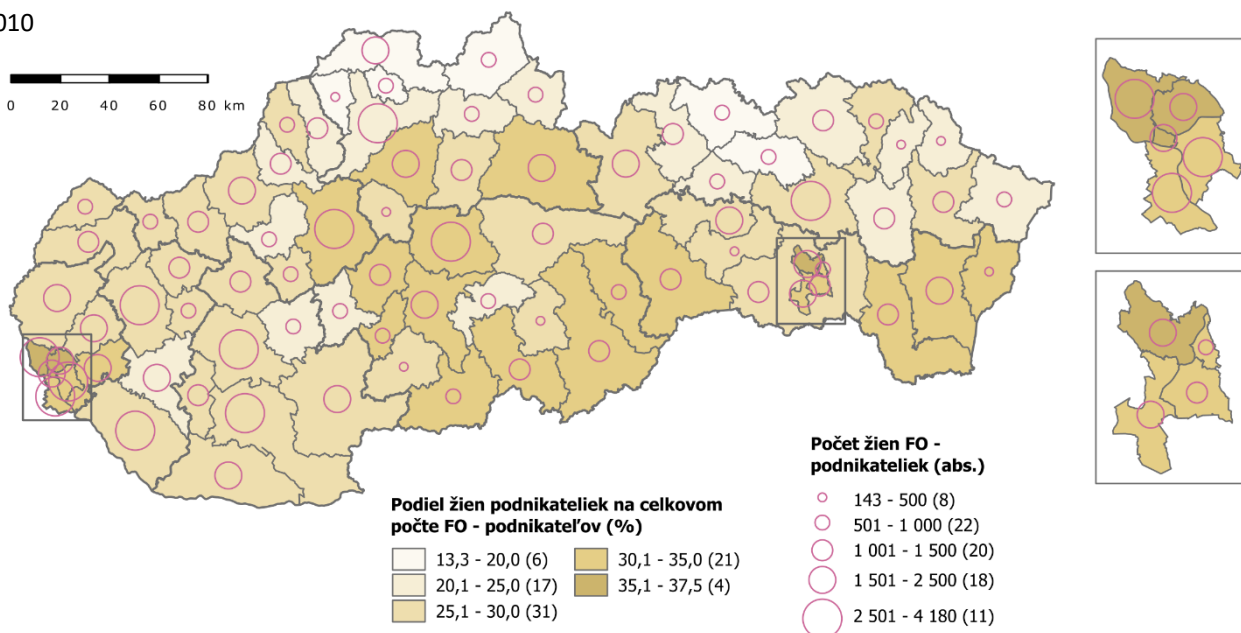 010
0 20 40 60 80 km
Podiel žien podnikateliek na celkovom
počte FO - podnikateľov (%)
13,3 - 20,0 (6)
20,1 - 25,0 (17)
25,1 - 30,0 (31)
30,1 - 35,0 (21)
35,1 - 37,5 (4)
Počet žien FO -
podnikateliek (abs.)
143 - 500 (8)
501 - 1 000 (22)
1 001 - 1 500 (20)
1 501 - 2 500 (18)
2 501 - 4 180 (11)